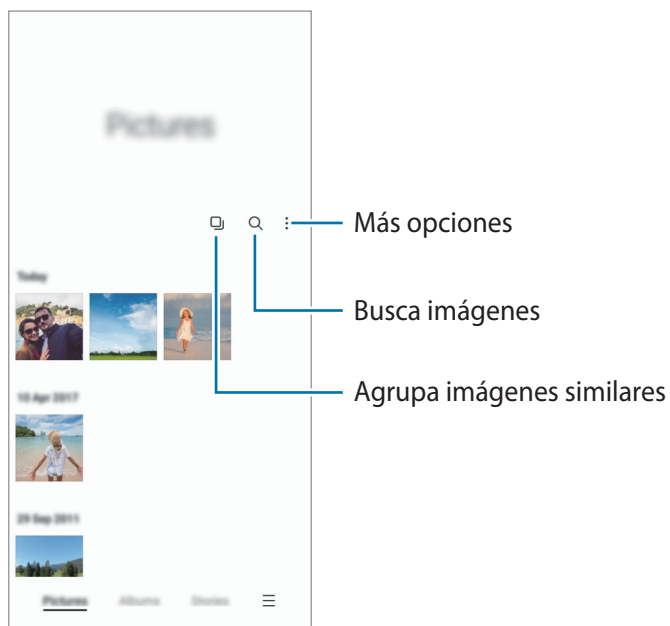 Pictures
Más opciones
Today
Busca imágenes
Agrupa imágenes similares
10 Apr 2017
29 Sep 2011
Pictures Albums Stories